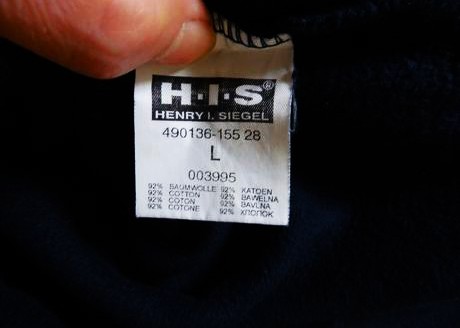 H·I·S®
HENRY I. SIEGEL
490136-155 28
L
003995
92% BAUMWOLLE 92% KATOEN
92% COTTON 92% BAWEŁNA
92% COTON 92% BAVLNA
92% COTONE 92% ХЛОПОК